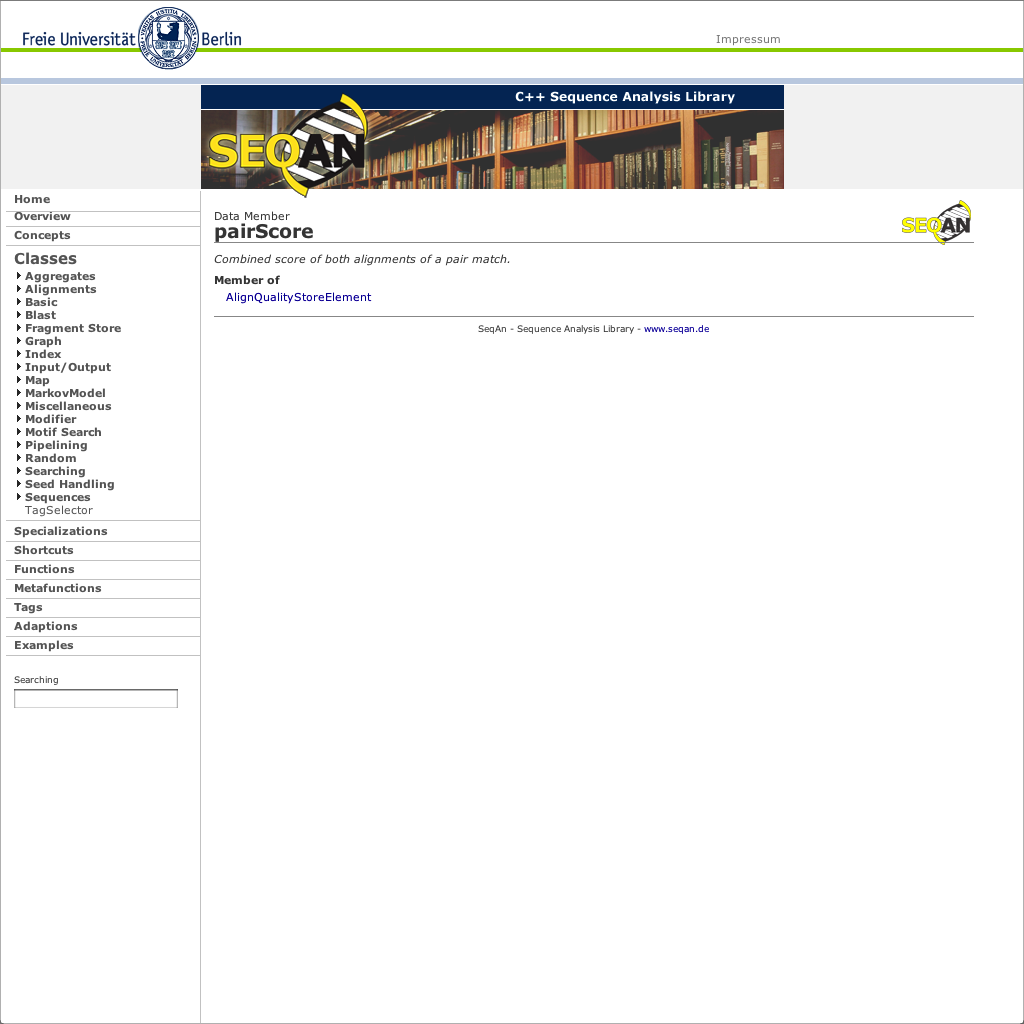 Freie Universität Berlin
Impressum
C++ Sequence Analysis Library
SEQAN
Home
Overview
Concepts
Classes
Aggregates
Alignments
Basic
Blast
Fragment Store
Graph
Index
Input/Output
Map
MarkovModel
Miscellaneous
Modifier
Motif Search
Pipelining
Random
Searching
Seed Handling
Sequences
TagSelector
Specializations
Shortcuts
Functions
Metafunctions
Tags
Adaptions
Examples
Searching
Data Member
pairScore
SEQAN
Combined score of both alignments of a pair match.
Member of
AlignQualityStoreElement
SeqAn - Sequence Analysis Library - www.seqan.de